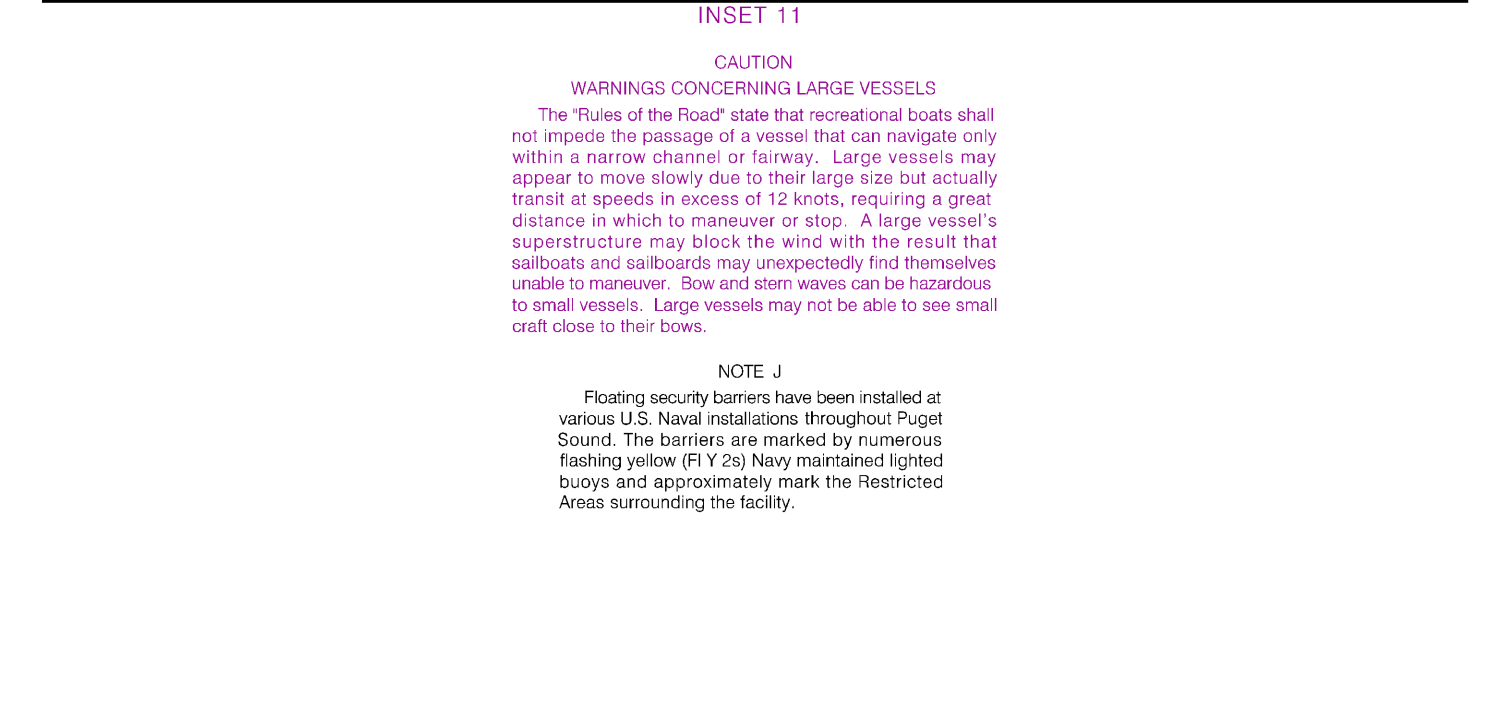 INSET 11
CAUTION
WARNINGS CONCERNING LARGE VESSELS
The "Rules of the Road" state that recreational boats shall
not impede the passage of a vessel that can navigate only
within a narrow channel or fairway. Large vessels may
appear to move slowly due to their large size but actually
transit at speeds in excess of 12 knots, requiring a great
distance in which to maneuver or stop. A large vessel's
superstructure may block the wind with the result that
sailboats and sailboards may unexpectedly find themselves
unable to maneuver. Bow and stern waves can be hazardous
to small vessels. Large vessels may not be able to see small
craft close to their bows.
NOTE J
Floating security barriers have been installed at
various U.S. Naval installations throughout Puget
Sound. The barriers are marked by numerous
flashing yellow (Fl Y 2s) Navy maintained lighted
buoys and approximately mark the Restricted
Areas surrounding the facility.